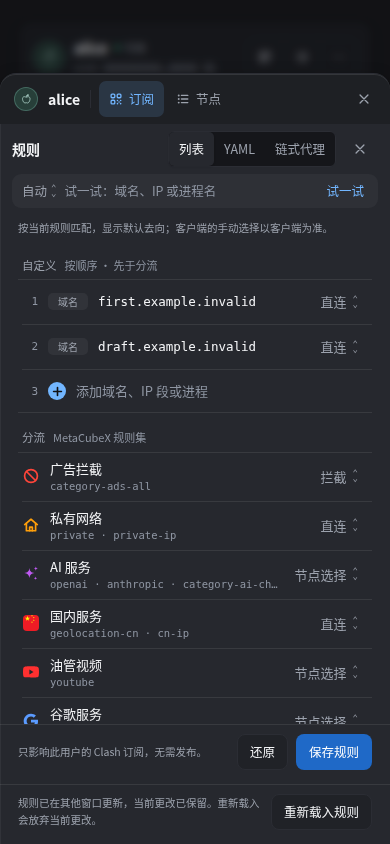 alice
alice
订阅
节点
规则
列表
YAML
链式代理
自动
试一试：域名、IP 或进程名
试一试
按当前规则匹配，显示默认去向；客户端的手动选择以客户端为准。
自定义 按顺序 · 先于分流
1 域名 first.example.invalid 直连
2 域名 draft.example.invalid 直连
3 添加域名、IP 段或进程
分流 MetaCubeX 规则集
广告拦截
category-ads-all
拦截
私有网络
private · private-ip
直连
AI 服务
openai · anthropic · category-ai-ch…
节点选择
国内服务
geolocation-cn · cn-ip
直连
油管视频
youtube
节点选择
谷歌服务
节点选择
只影响此用户的 Clash 订阅，无需发布。
还原
保存规则
规则已在其他窗口更新，当前更改已保留。重新载入
会放弃当前更改。
重新载入规则